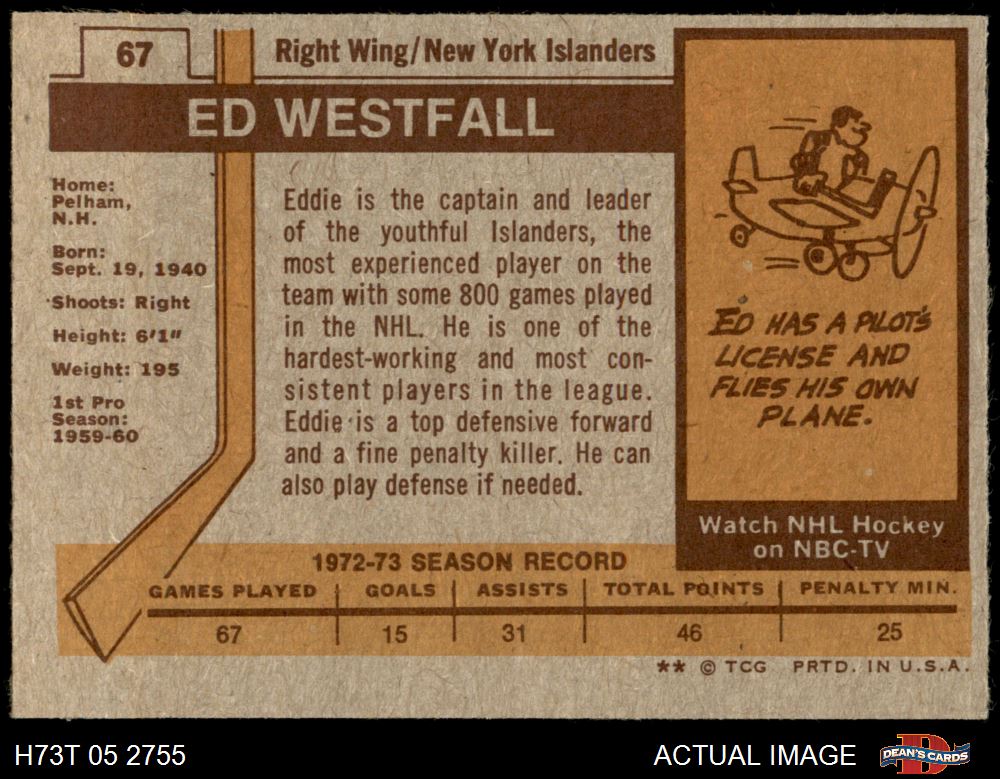 67
Right Wing/New York Islanders
ED WESTFALL
Home:
Pelham,
N.H.
Born:
Sept. 19, 1940
Shoots: Right
Height: 6'1"
Weight: 195
1st Pro
Season:
1959-60
Eddie is the captain and leader
of the youthful Islanders, the
most experienced player on the
team with some 800 games played
in the NHL. He is one of the
hardest-working and most con-
sistent players in the league.
Eddie is a top defensive forward
and a fine penalty killer. He can
also play defense if needed.
ED HAS A PILOT'S
LICENSE AND
FLIES HIS OWN
PLANE.
Watch NHL Hockey
on NBC-TV
1972-73 SEASON RECORD
GAMES PLAYED GOALS ASSISTS TOTAL POINTS PENALTY MIN.
67 15 31 46 25
** © TCG PRTD. IN U.S.A.
H73T 05 2755 ACTUAL IMAGE DEAN'S CARDS